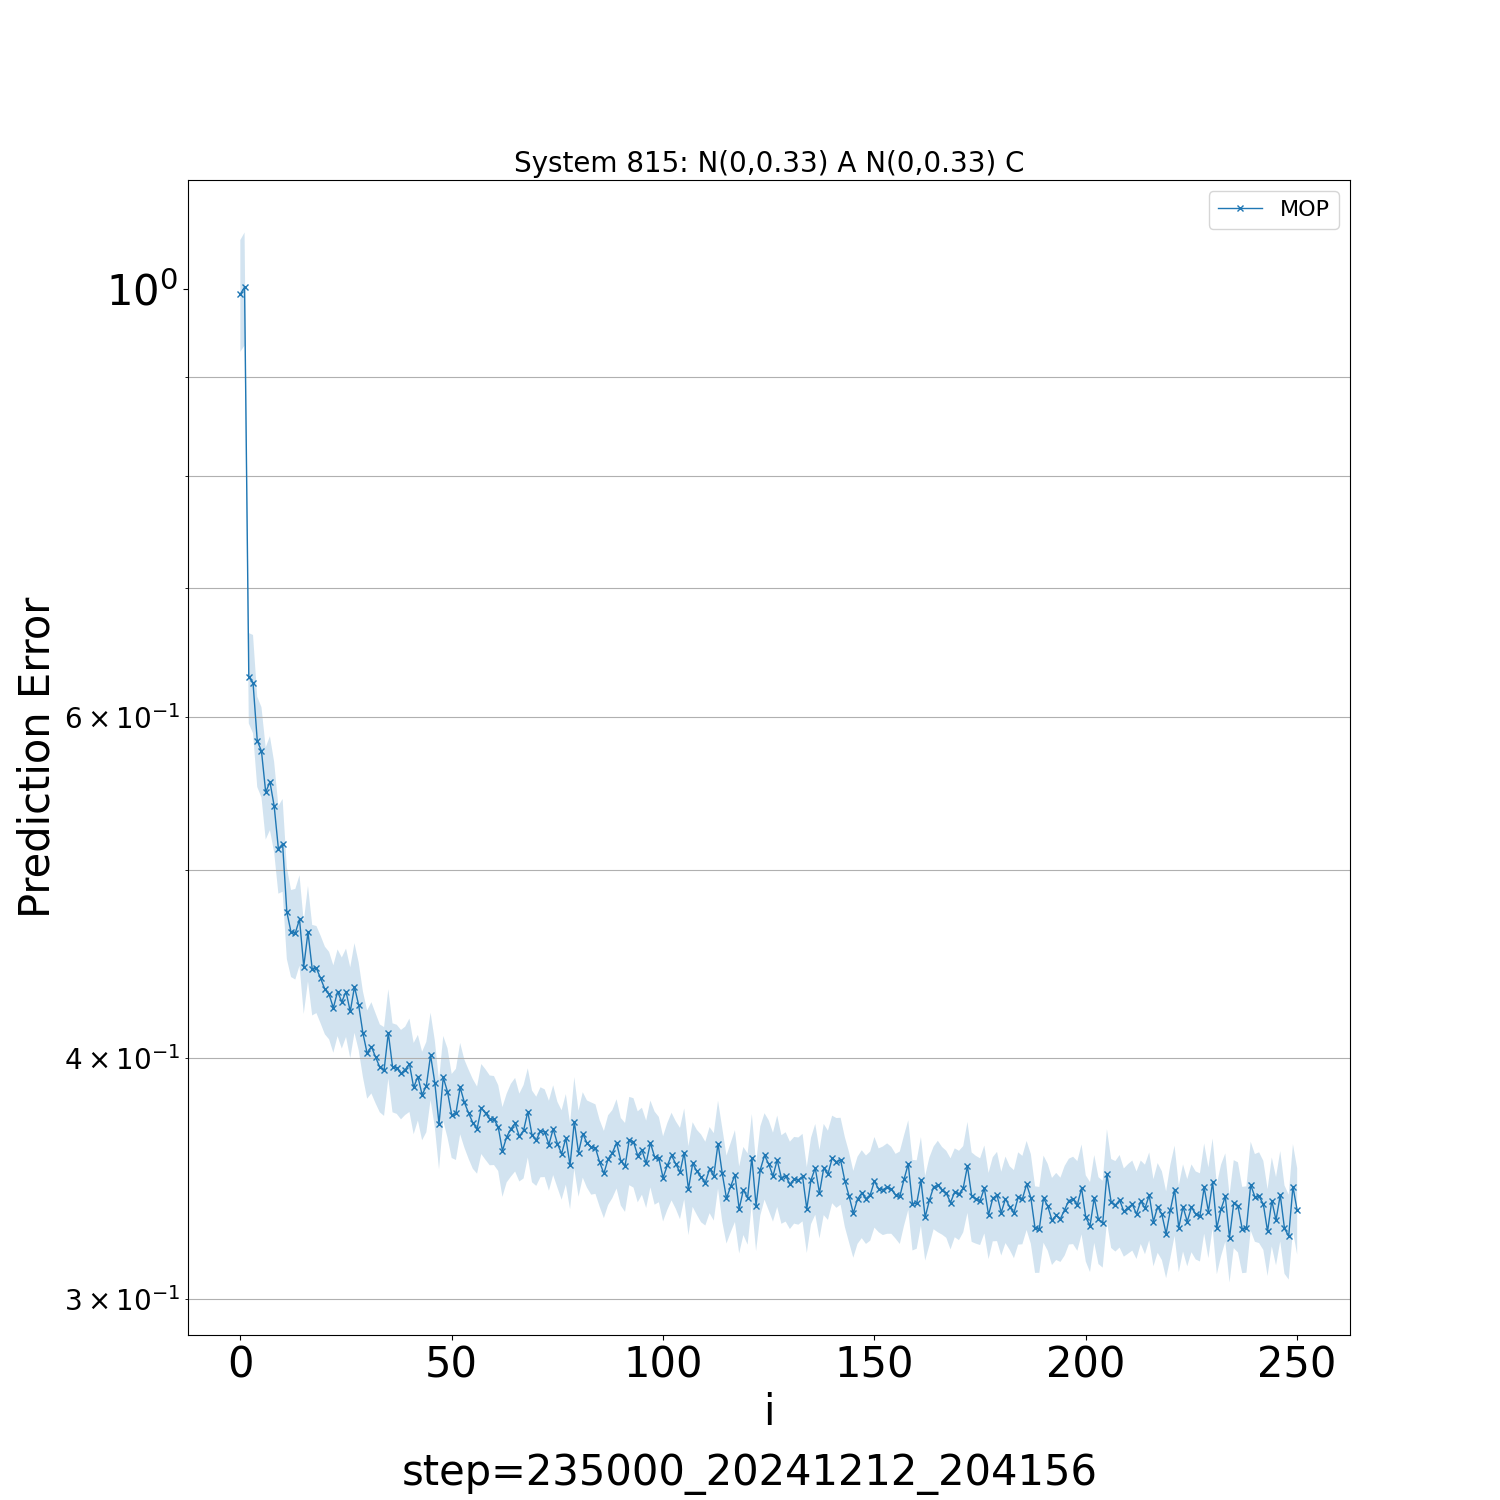 System 815: N(0,0.33) A N(0,0.33) C
MOP
10⁰
6 × 10⁻¹
4 × 10⁻¹
3 × 10⁻¹
Prediction Error
0 50 100 150 200 250
i
step=235000_20241212_204156